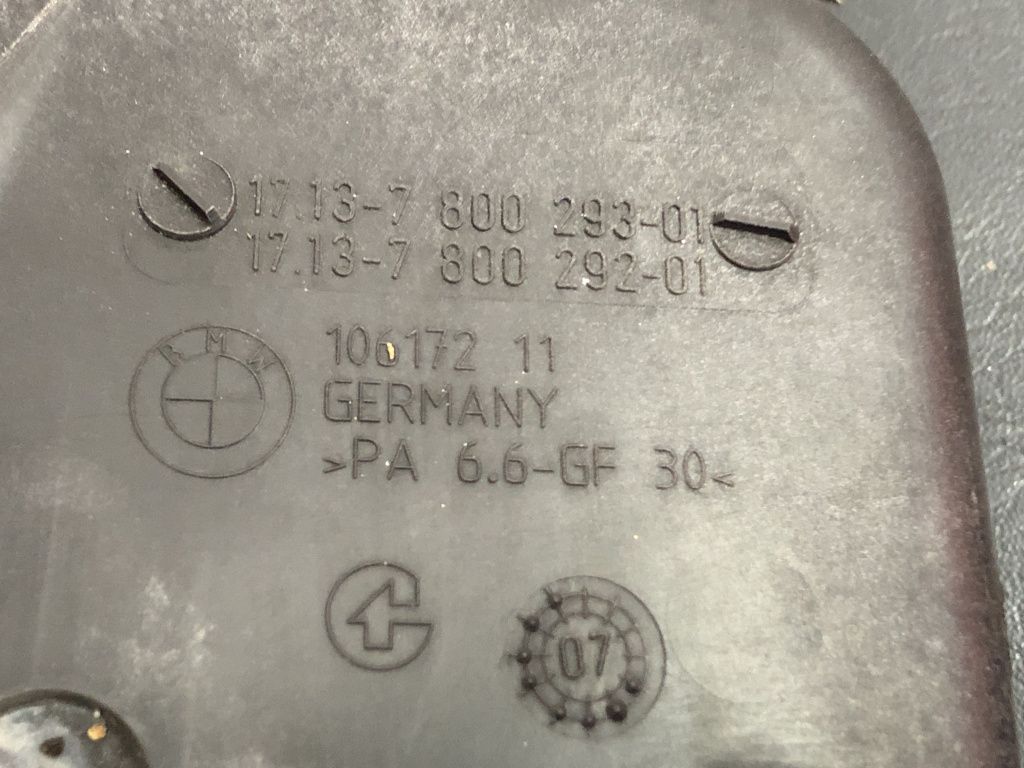 17.13-7 800 293-01
17.13-7 800 292-01
BMW
106172 11
GERMANY
>PA 6.6-GF 30<
07